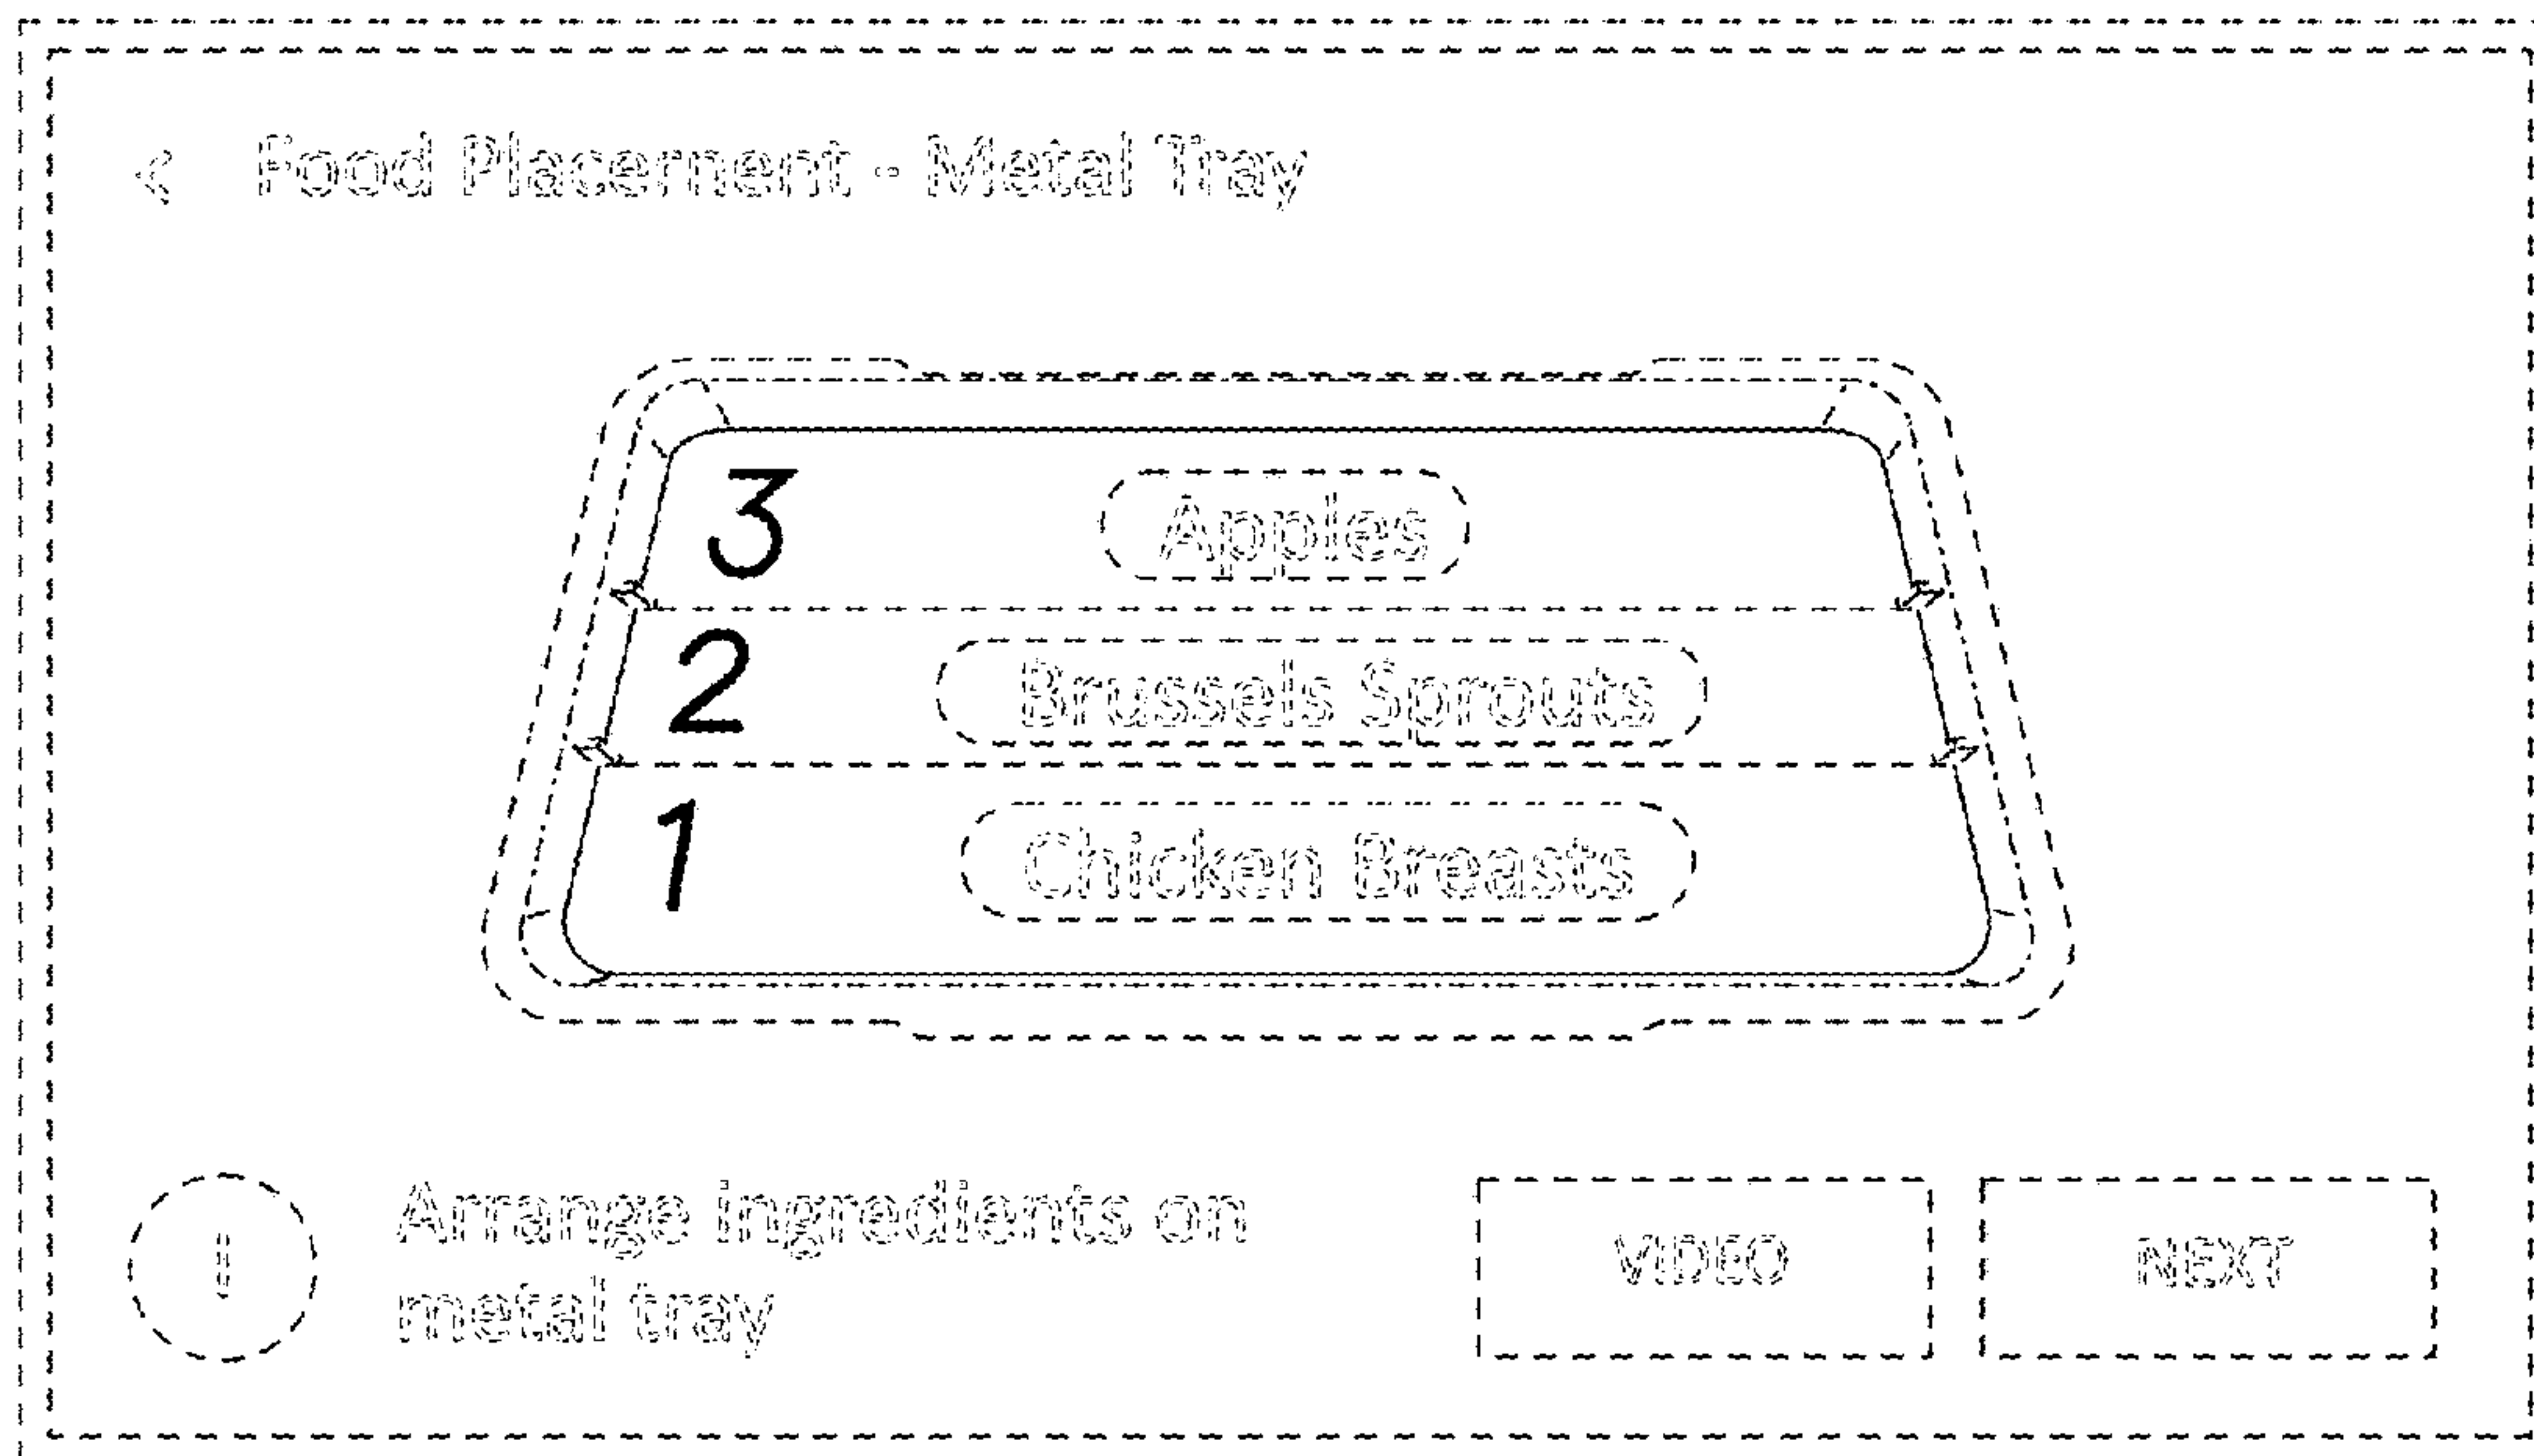 < Food Placement - Metal Tray
3 Apples
2 Brussels Sprouts
1 Chicken Breasts
Arrange ingredients on
metal tray
VIDEO
NEXT